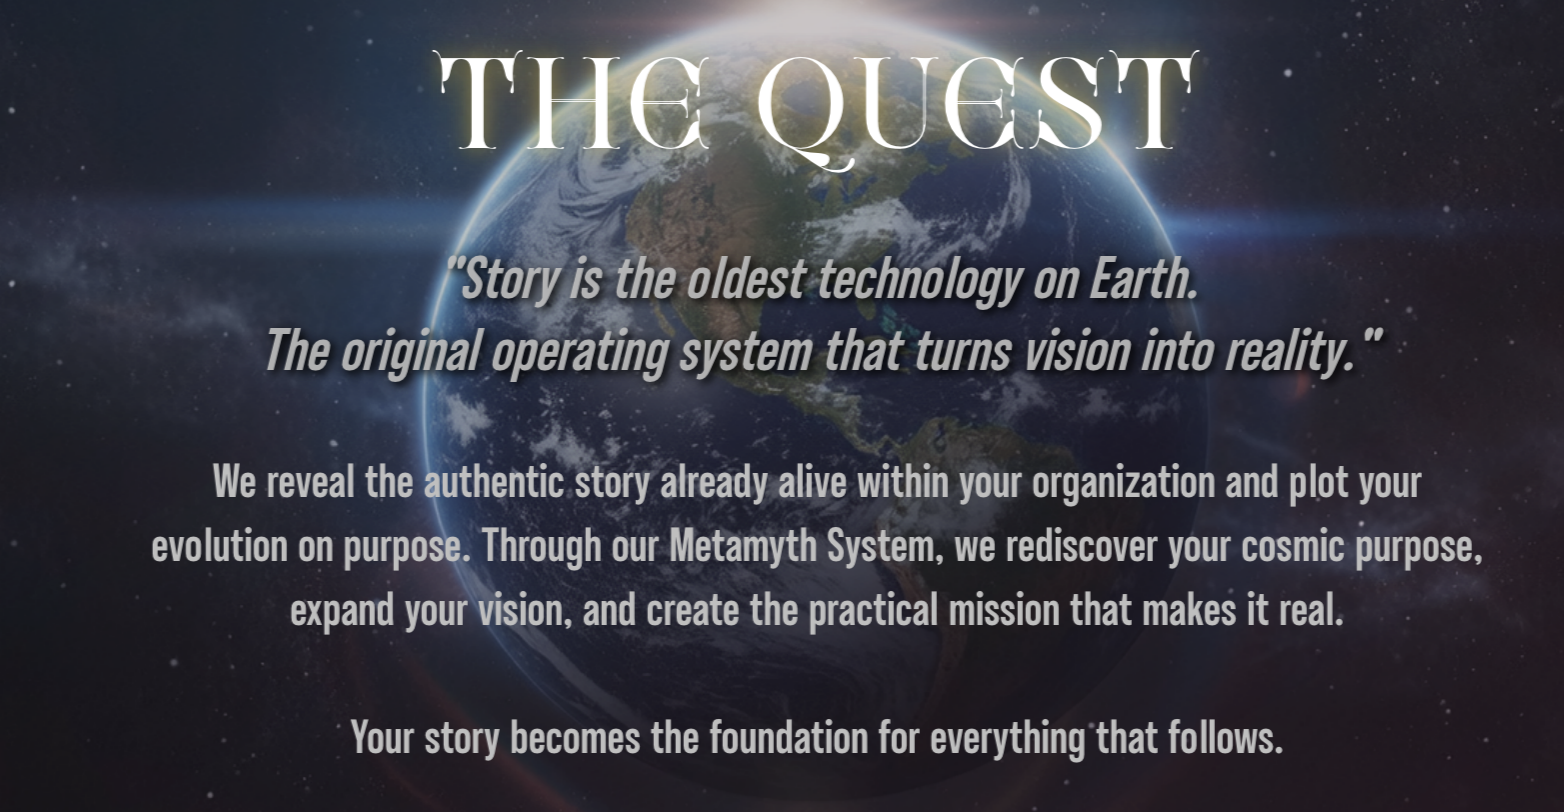 THE QUEST
"Story is the oldest technology on Earth.
The original operating system that turns vision into reality."
We reveal the authentic story already alive within your organization and plot your
evolution on purpose. Through our Metamyth System, we rediscover your cosmic purpose,
expand your vision, and create the practical mission that makes it real.
Your story becomes the foundation for everything that follows.